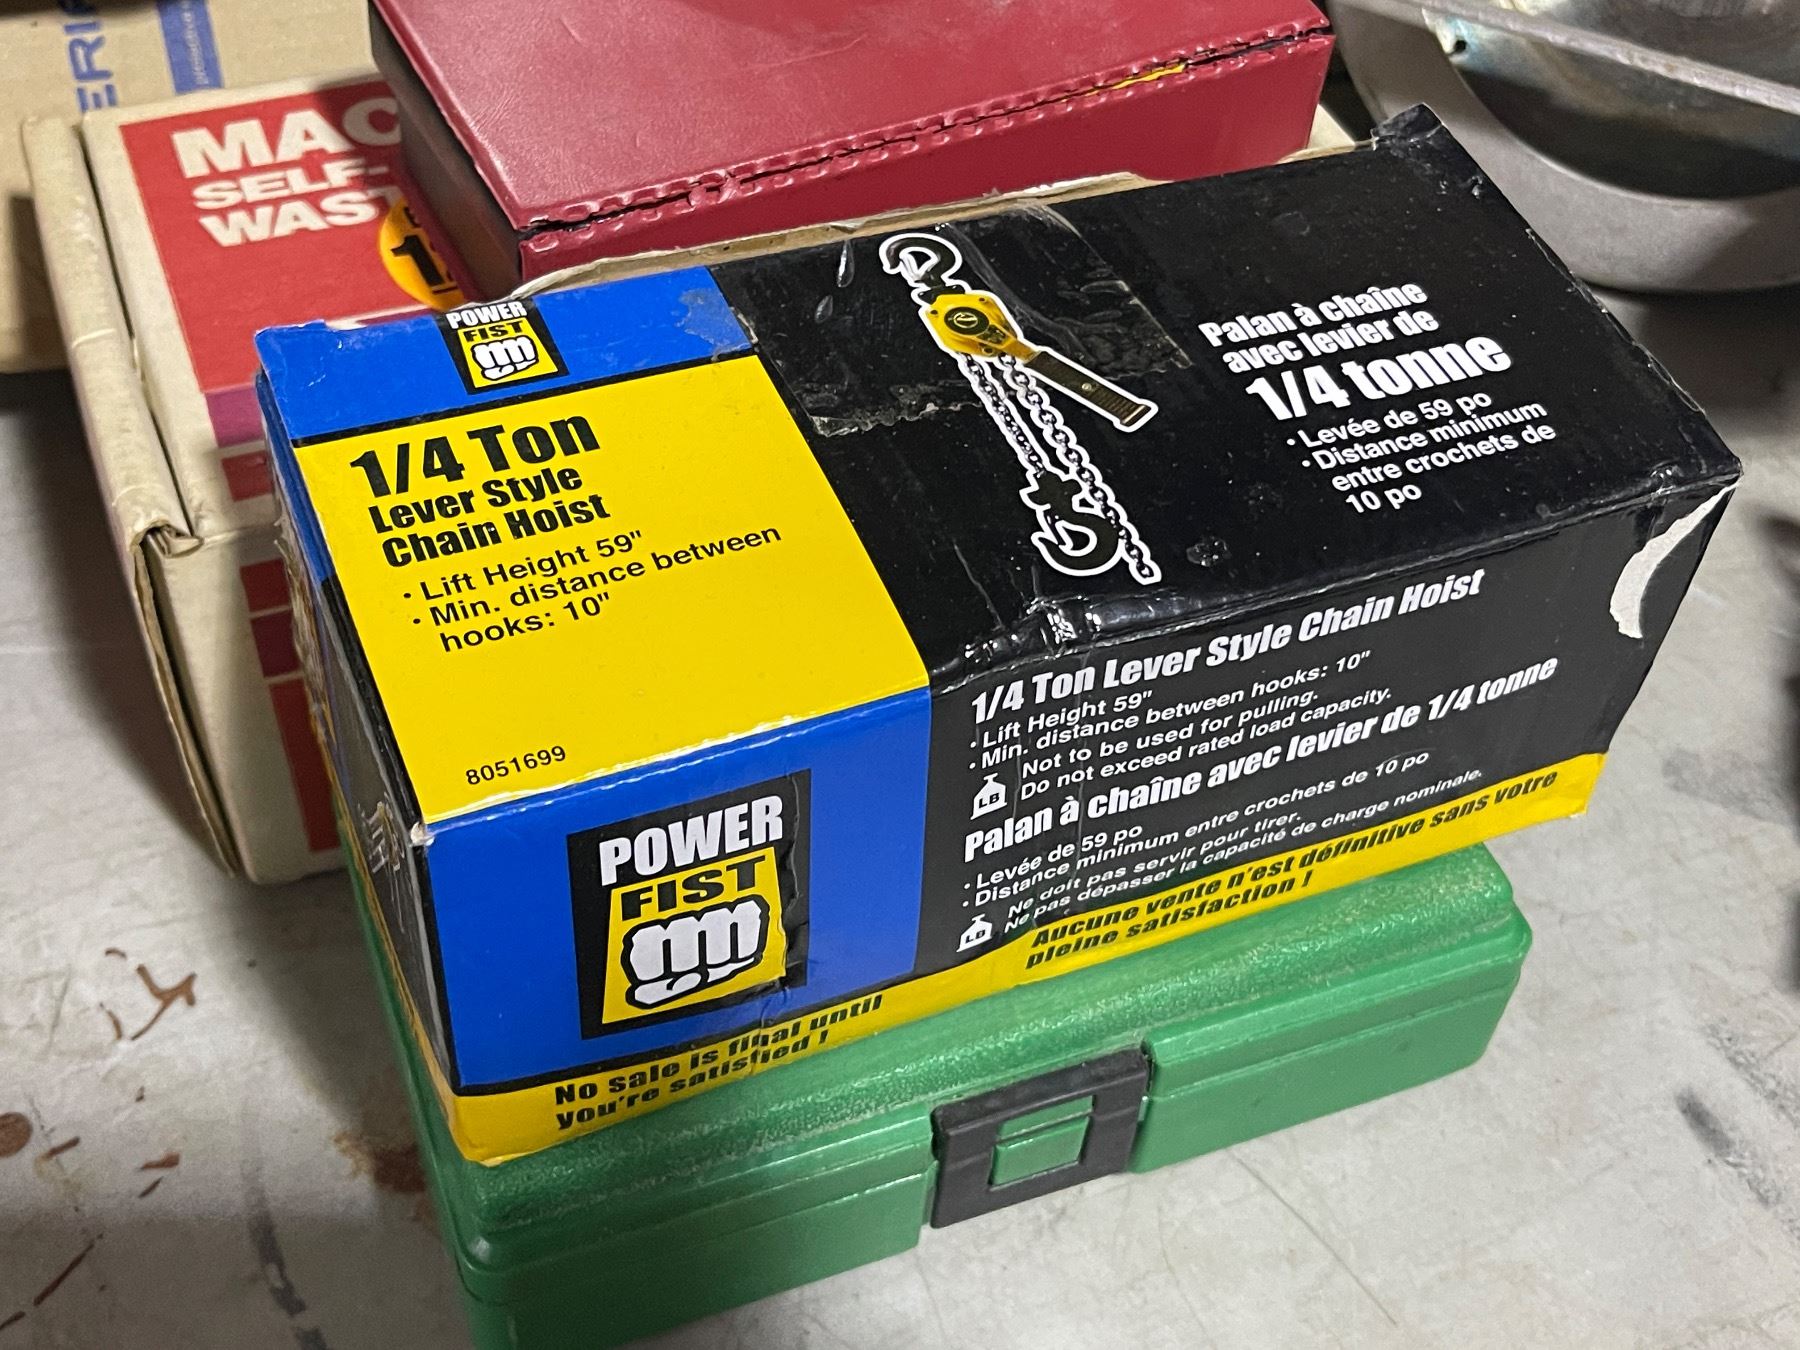 ERI
MAC
SELF-
WAS
1
POWER
FIST
1/4 Ton
Lever Style
Chain Hoist
• Lift Height 59"
• Min. distance between
hooks: 10"
8051699
Palan à chaîne
avec levier de
1/4 tonne
• Levée de 59 po
• Distance minimum
entre crochets de
10 po
POWER
FIST
1/4 Ton Lever Style Chain Hoist
• Lift Height 59"
• Min. distance between hooks: 10"
Not to be used for pulling.
LB Do not exceed rated load capacity.
Palan à chaîne avec levier de 1/4 tonne
• Levée de 59 po
• Distance minimum entre crochets de 10 po
Ne doit pas servir pour tirer.
LB Ne pas dépasser la capacité de charge nominale.
No sale is final until
you're satisfied !
Aucune vente n'est définitive sans votre
pleine satisfaction !